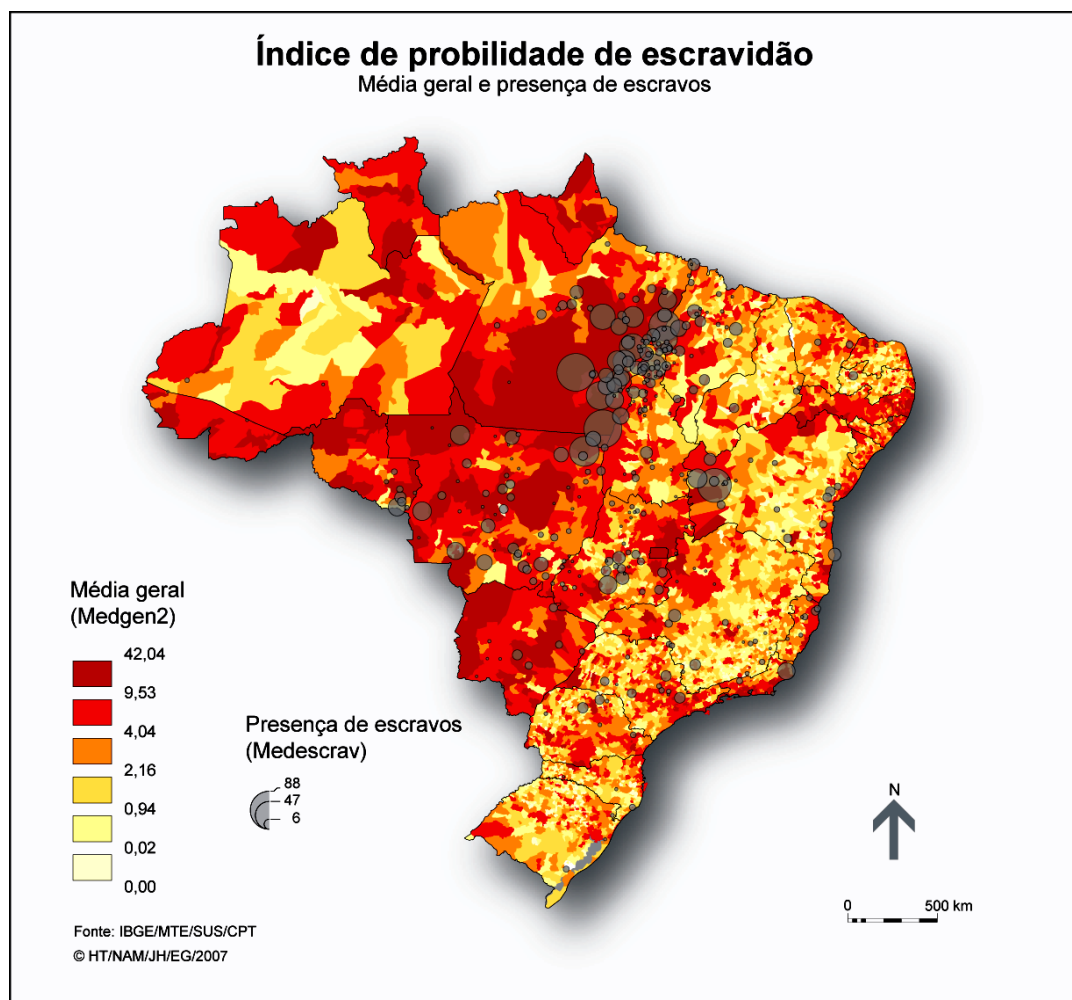 Índice de probilidade de escravidão
Média geral e presença de escravos
Média geral
(Medgen2)
42,04
9,53
4,04
2,16
0,94
0,02
0,00
Presença de escravos
(Medescrav)
88
47
6
N
0 500 km
Fonte: IBGE/MTE/SUS/CPT
© HT/NAM/JH/EG/2007